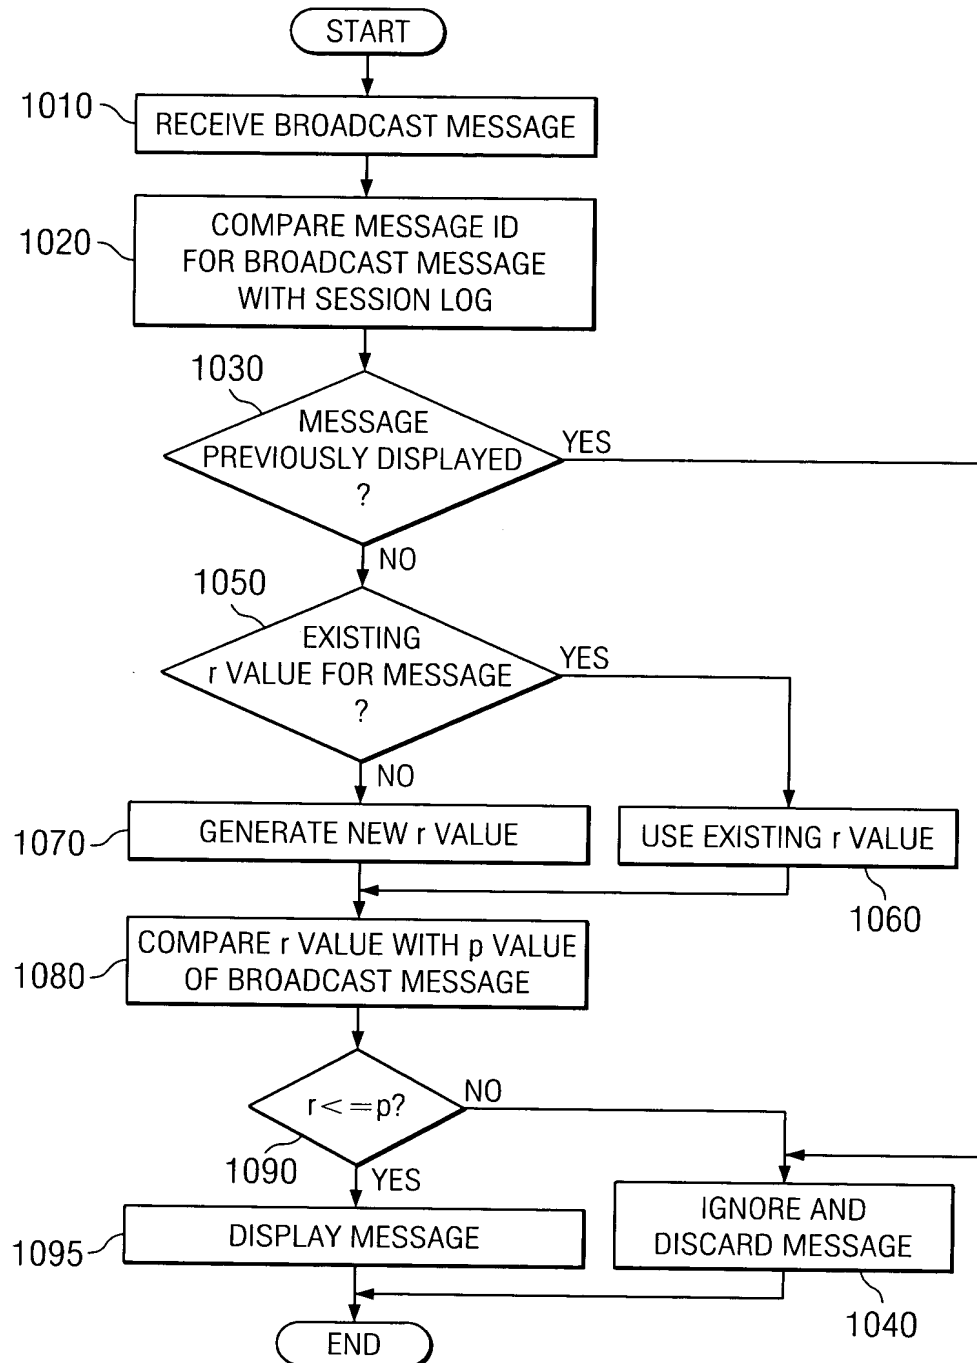 START
1010
RECEIVE BROADCAST MESSAGE
1020
COMPARE MESSAGE ID
FOR BROADCAST MESSAGE
WITH SESSION LOG
1030
MESSAGE
PREVIOUSLY DISPLAYED
?
YES
NO
1050
EXISTING
r VALUE FOR MESSAGE
?
YES
NO
1070
GENERATE NEW r VALUE
USE EXISTING r VALUE
1060
1080
COMPARE r VALUE WITH p VALUE
OF BROADCAST MESSAGE
r<=p?
NO
1090
YES
1095
DISPLAY MESSAGE
IGNORE AND
DISCARD MESSAGE
1040
END